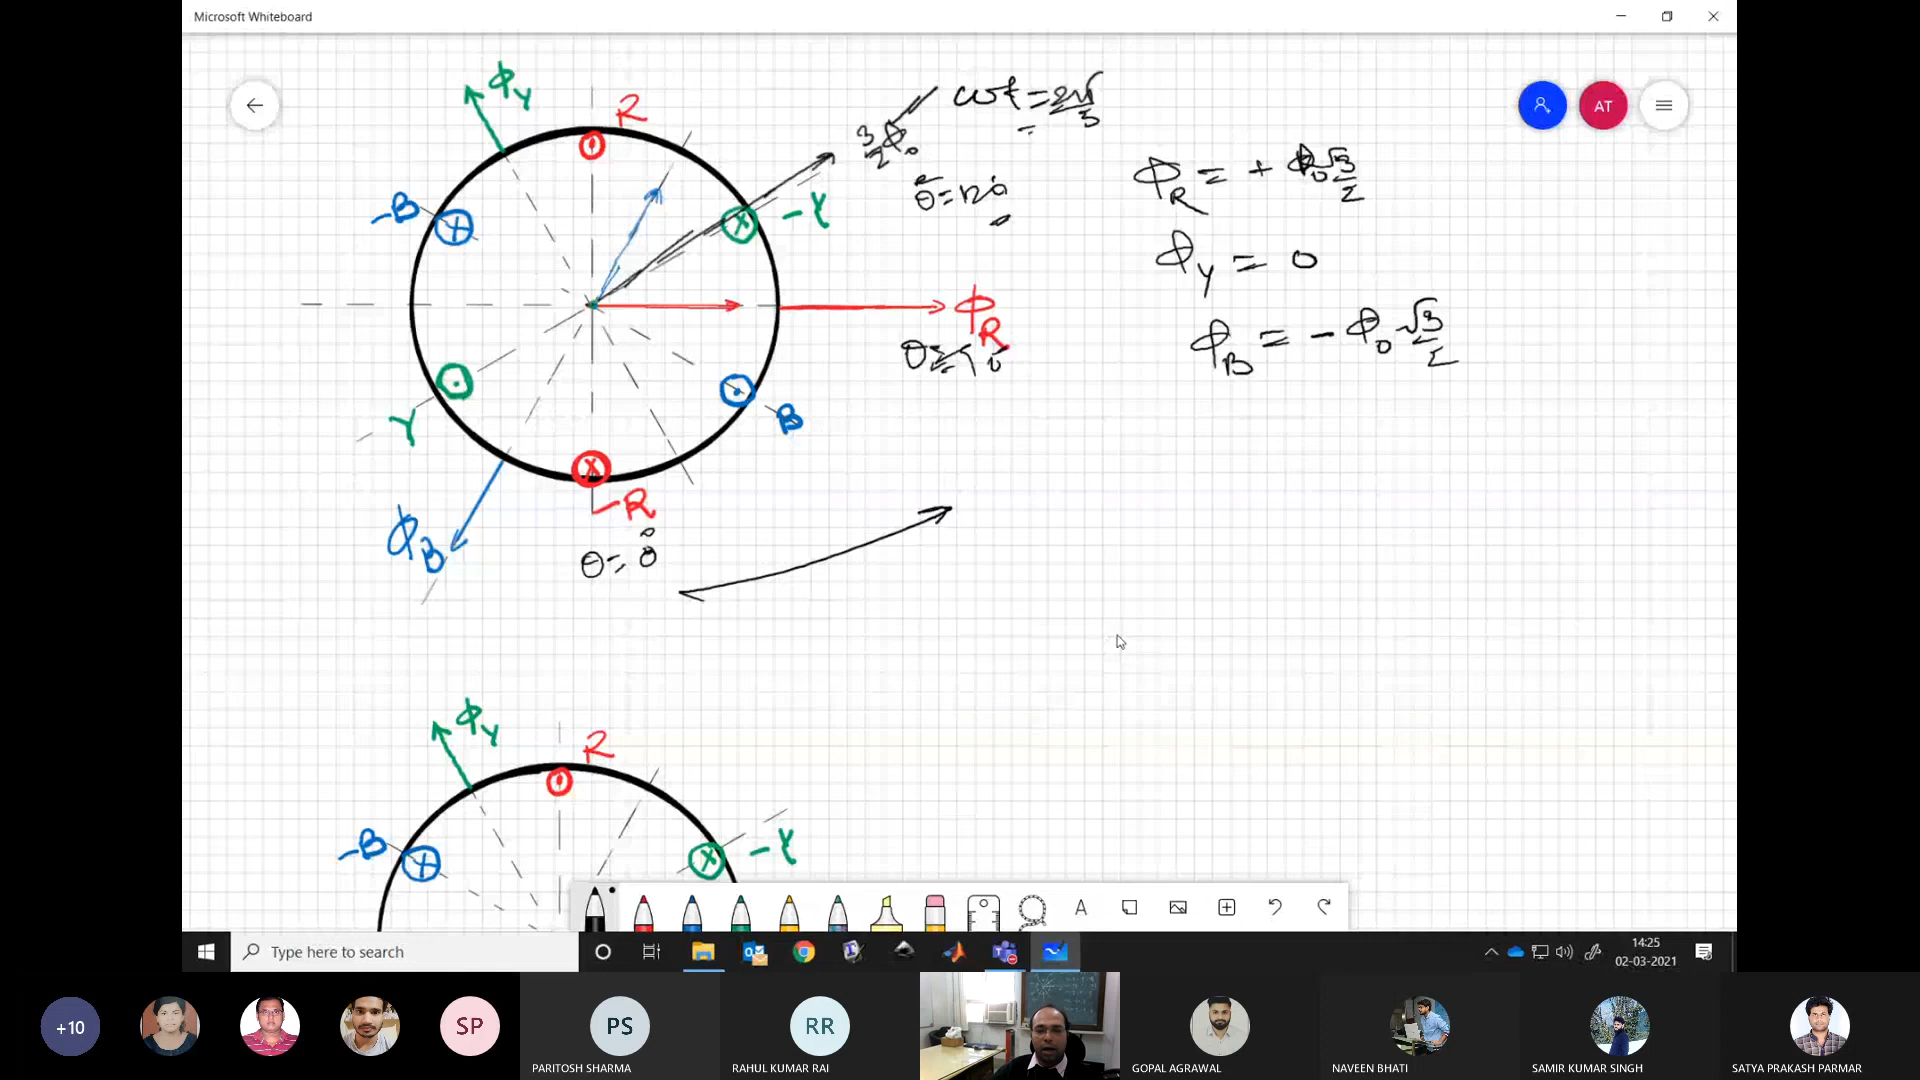 Microsoft Whiteboard
ϕY
R
ωt = 2π/3
3/2 ϕ0
θ = 120°
-B
-Y
ϕR = + ϕ0 √3/2
ϕY = 0
ϕB = - ϕ0 √3/2
ϕR
Y
B
-R
ϕB
θ = 0°
AT
ϕY
R
-B
-Y
A
Type here to search
14:25
02-03-2021
+10
SP
PS
RR
PARITOSH SHARMA
RAHUL KUMAR RAI
GOPAL AGRAWAL
NAVEEN BHATI
SAMIR KUMAR SINGH
SATYA PRAKASH PARMAR